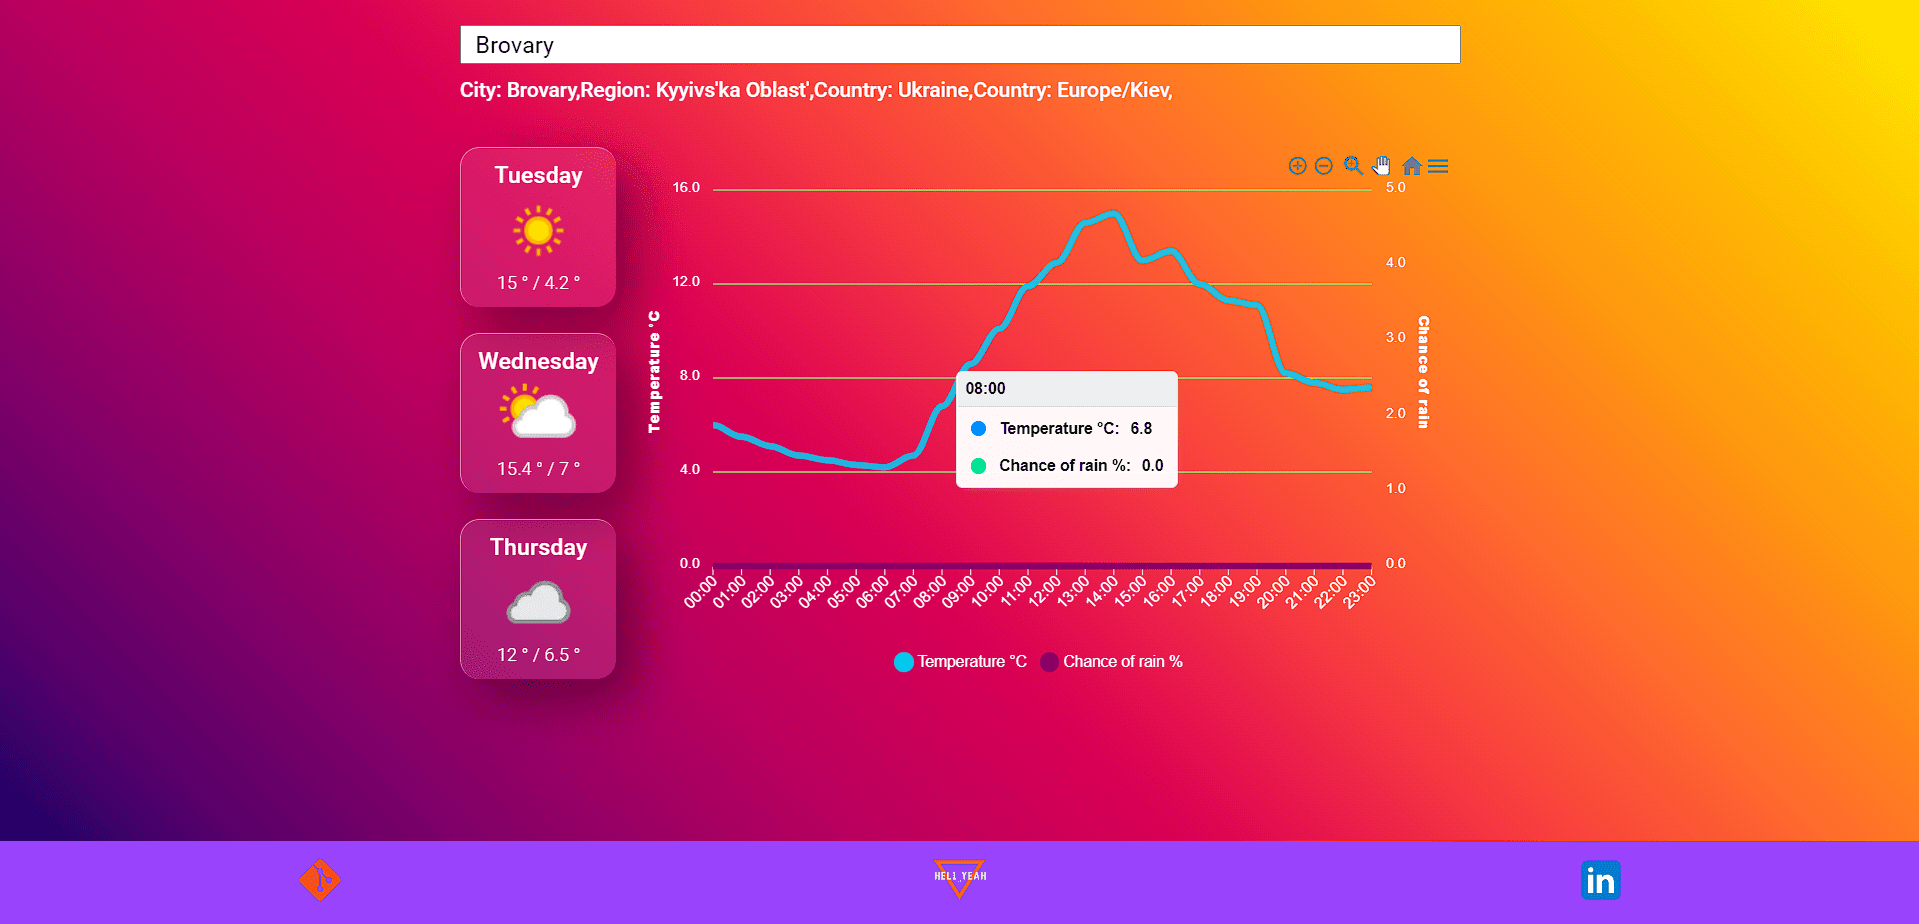 Brovary
City: Brovary,Region: Kyyivs'ka Oblast',Country: Ukraine,Country: Europe/Kiev,
Tuesday
15 ° / 4.2 °
Wednesday
15.4 ° / 7 °
Thursday
12 ° / 6.5 °
Temperature °C
16.0
12.0
8.0
4.0
0.0
08:00
Temperature °C: 6.8
Chance of rain %: 0.0
5.0
4.0
3.0
2.0
1.0
0.0
Chance of rain
00:00 01:00 02:00 03:00 04:00 05:00 06:00 07:00 08:00 09:00 10:00 11:00 12:00 13:00 14:00 15:00 16:00 17:00 18:00 19:00 20:00 21:00 22:00 23:00
Temperature °C Chance of rain %
HEL1_YEAH
in